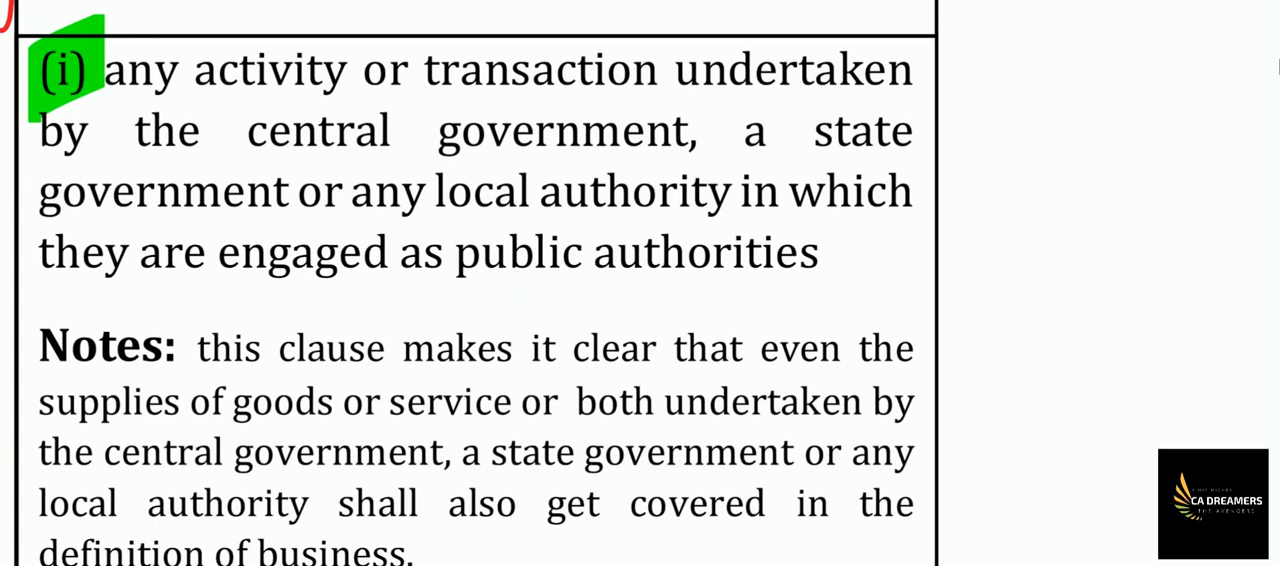 (i) any activity or transaction undertaken
by the central government, a state
government or any local authority in which
they are engaged as public authorities
Notes: this clause makes it clear that even the
supplies of goods or service or both undertaken by
the central government, a state government or any
local authority shall also get covered in the
definition of business.
CA DREAMERS
THE AVENGERS